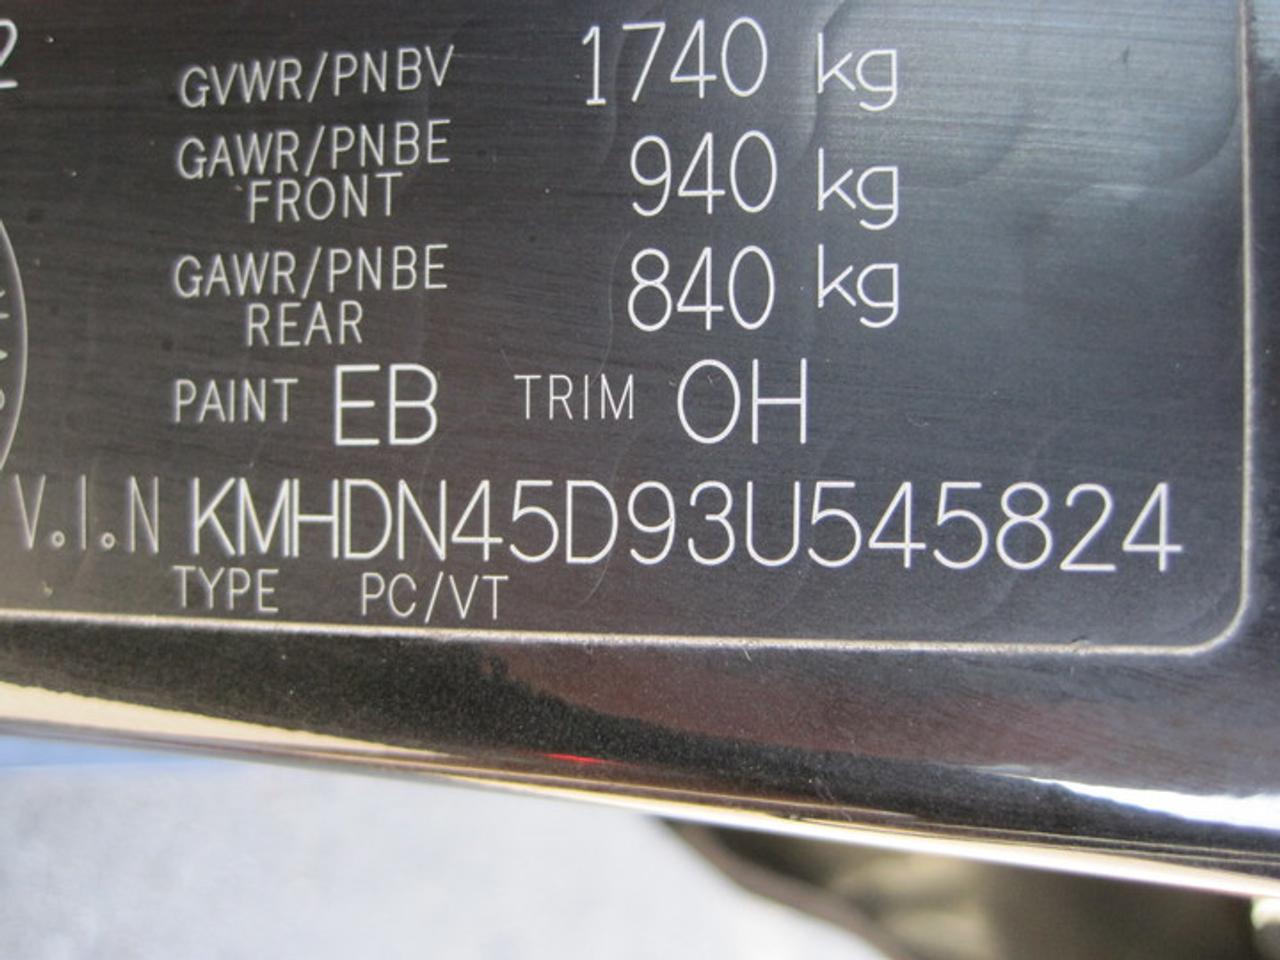 2
GVWR/PNBV 1740 kg
GAWR/PNBE 940 kg
FRONT
GAWR/PNBE 840 kg
REAR
PAINT EB TRIM OH
V.I.N KMHDN45D93U545824
TYPE PC/VT